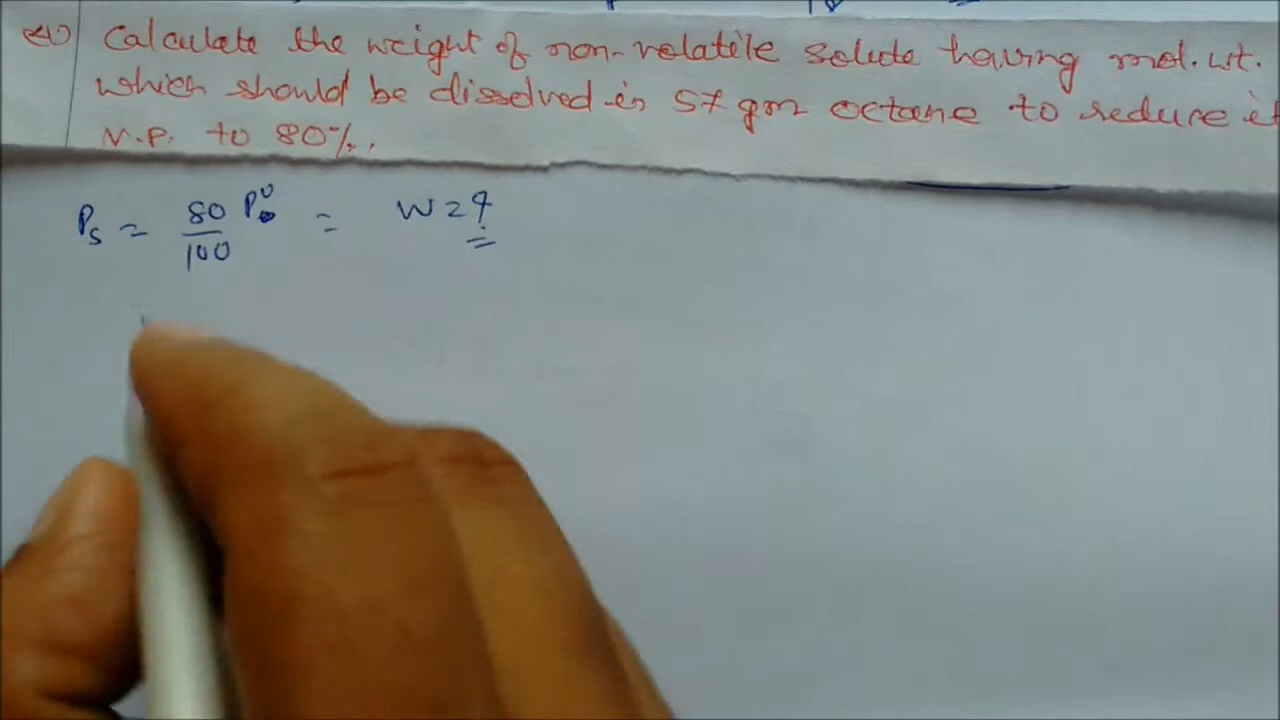 Calculate the weight of non-volatile solute having mol. wt.
which should be dissolved in 57 gm octane to reduce it
V.P. to 80%.
Ps = 80/100 P° = W = ?